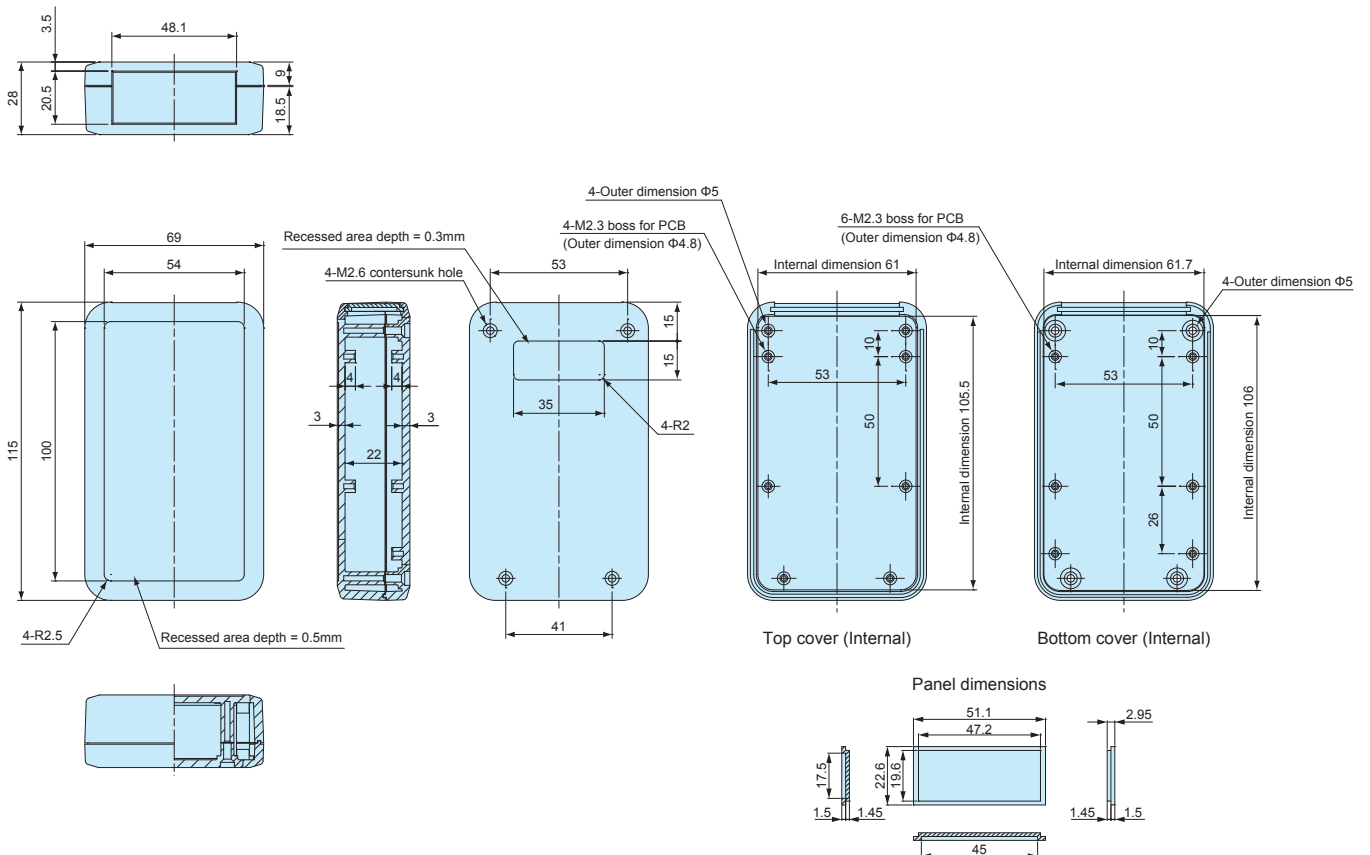 3.5
48.1
28
20.5
9
18.5
69
54
115
100
4-R2.5
Recessed area depth = 0.5mm
3
4
4
22
3
Recessed area depth = 0.3mm
4-M2.6 contersunk hole
53
15
15
35
4-R2
41
4-Outer dimension Φ5
4-M2.3 boss for PCB
(Outer dimension Φ4.8)
Internal dimension 61
10
53
50
Internal dimension 105.5
Top cover (Internal)
6-M2.3 boss for PCB
(Outer dimension Φ4.8)
Internal dimension 61.7
4-Outer dimension Φ5
10
53
50
26
Internal dimension 106
Bottom cover (Internal)
Panel dimensions
51.1
47.2
2.95
17.5
22.6
19.6
1.5
1.45
1.45
1.5
45